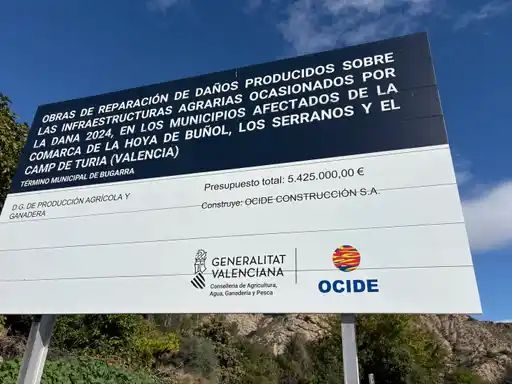 OBRAS DE REPARACIÓN DE DAÑOS PRODUCIDOS SOBRE
LAS INFRAESTRUCTURAS AGRARIAS OCASIONADOS POR
LA DANA 2024, EN LOS MUNICIPIOS AFECTADOS DE LA
COMARCA DE LA HOYA DE BUÑOL, LOS SERRANOS Y EL
CAMP DE TURIA (VALENCIA)
TÉRMINO MUNICIPAL DE BUGARRA
D.G. DE PRODUCCIÓN AGRÍCOLA Y
GANADERA
Presupuesto total: 5.425.000,00 €
Construye: OCIDE CONSTRUCCIÓN S.A.
GENERALITAT
VALENCIANA
Conselleria de Agricultura,
Agua, Ganadería y Pesca
OCIDE